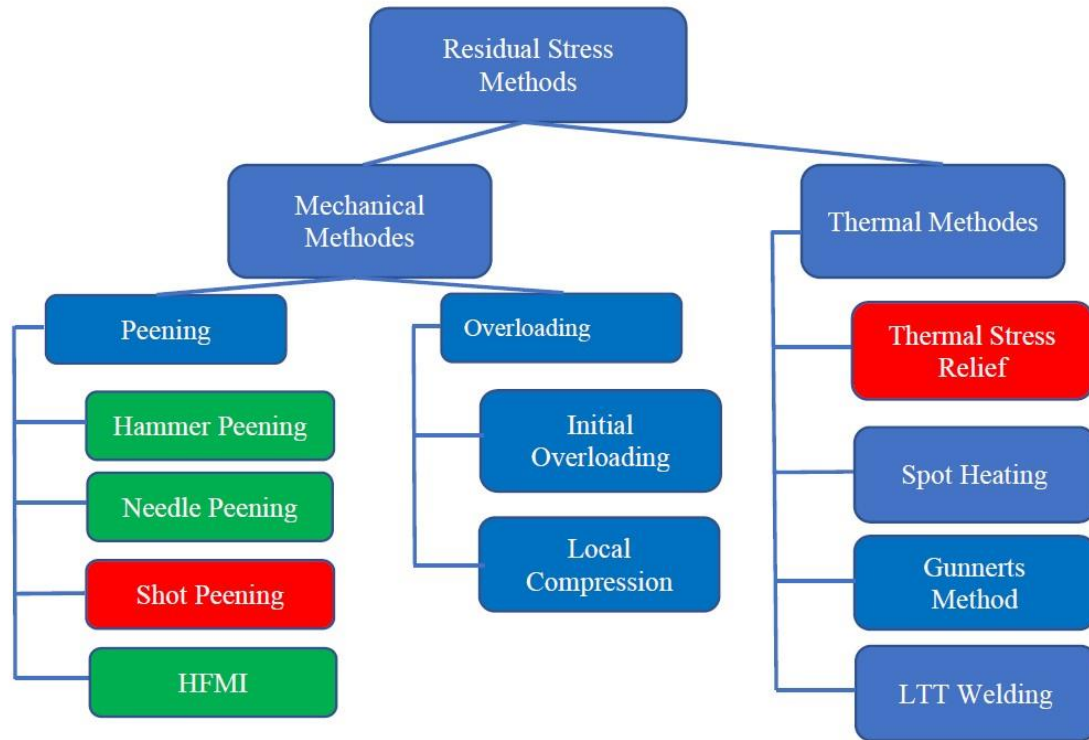 Residual Stress
Methods
Mechanical
Methodes
Thermal Methodes
Peening
Overloading
Thermal Stress
Relief
Hammer Peening
Initial
Overloading
Spot Heating
Needle Peening
Shot Peening
Local
Compression
Gunnerts
Method
HFMI
LTT Welding